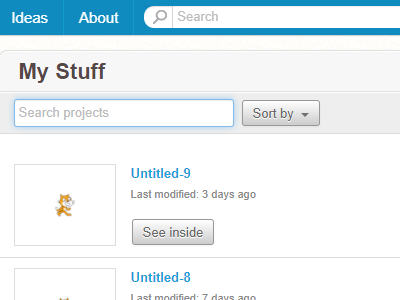 Ideas About Search
My Stuff
Search projects Sort by
Untitled-9
Last modified: 3 days ago
See inside
Untitled-8
Last modified: 7 days ago